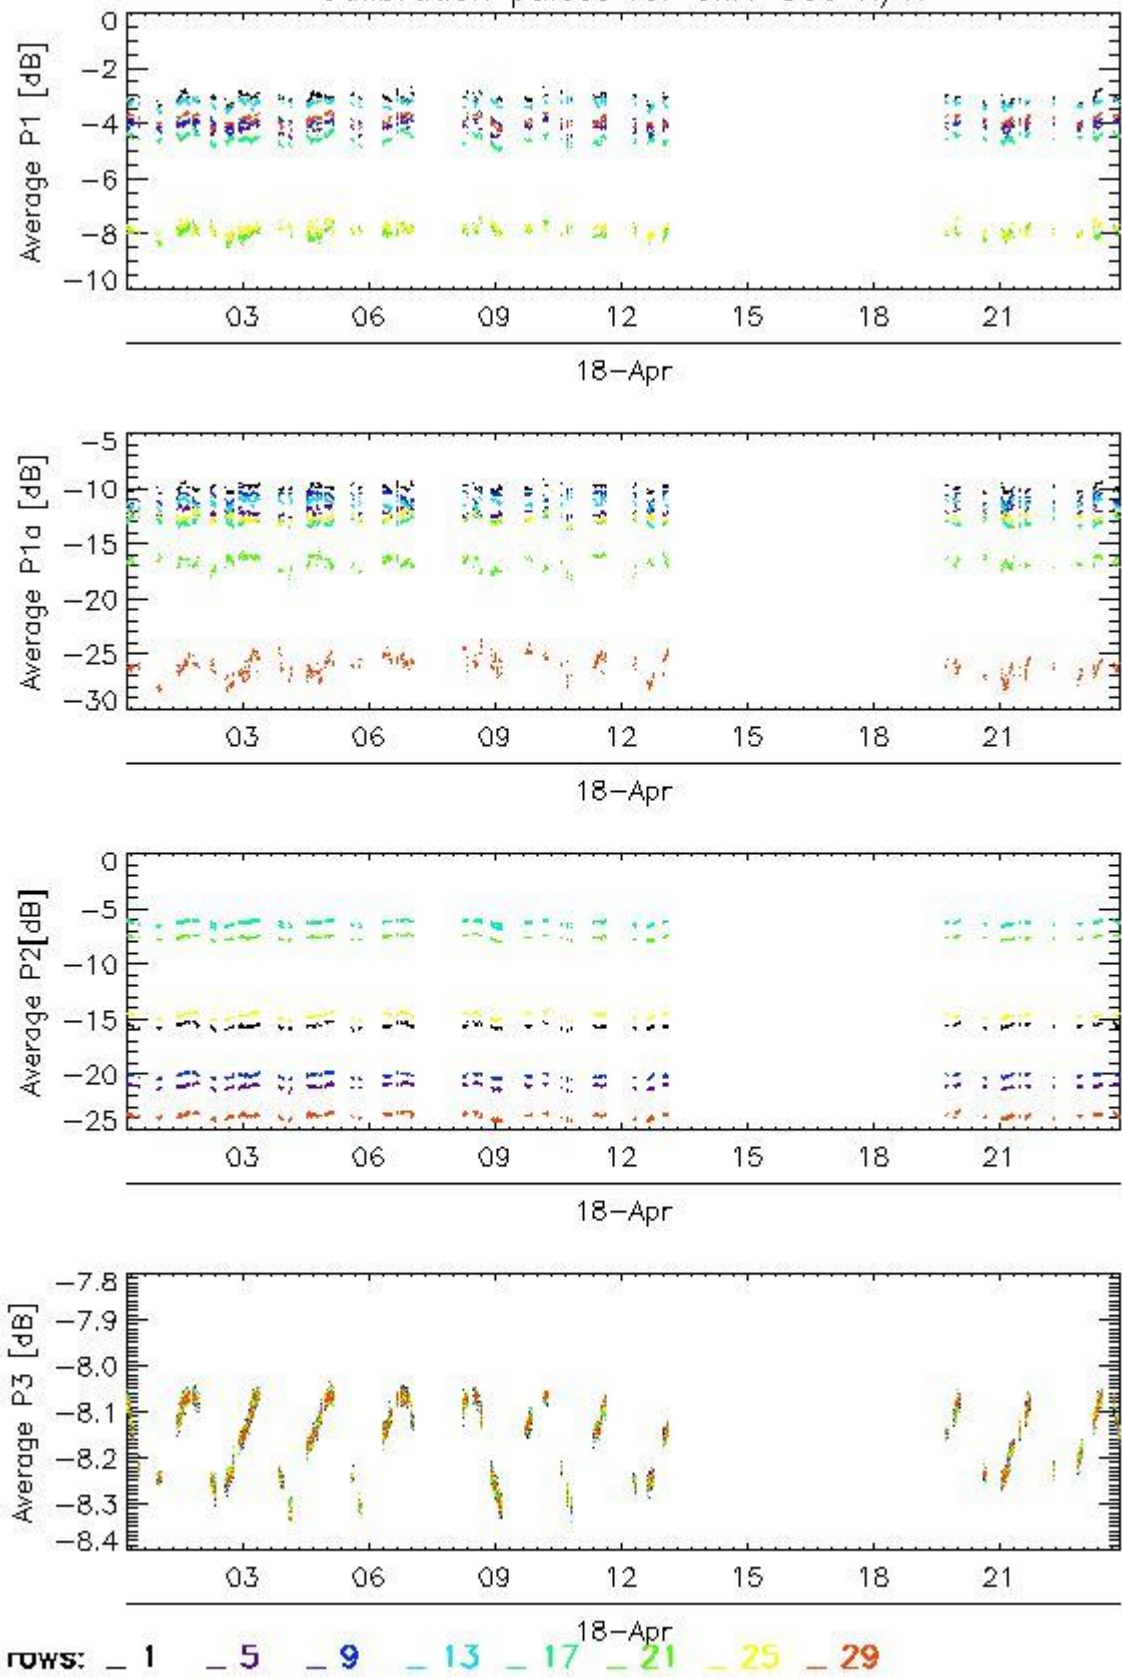 0
-2
-4
-6
-8
-10
Average P1 [dB]
03 06 09 12 15 18 21
18-Apr
-5
-10
-15
-20
-25
-30
Average P1a [dB]
03 06 09 12 15 18 21
18-Apr
0
-5
-10
-15
-20
-25
Average P2[dB]
03 06 09 12 15 18 21
18-Apr
-7.8
-7.9
-8.0
-8.1
-8.2
-8.3
-8.4
Average P3 [dB]
03 06 09 12 15 18 21
18-Apr
rows: _ 1 _ 5 _ 9 _ 13 _ 17 _ 21 _ 25 _ 29